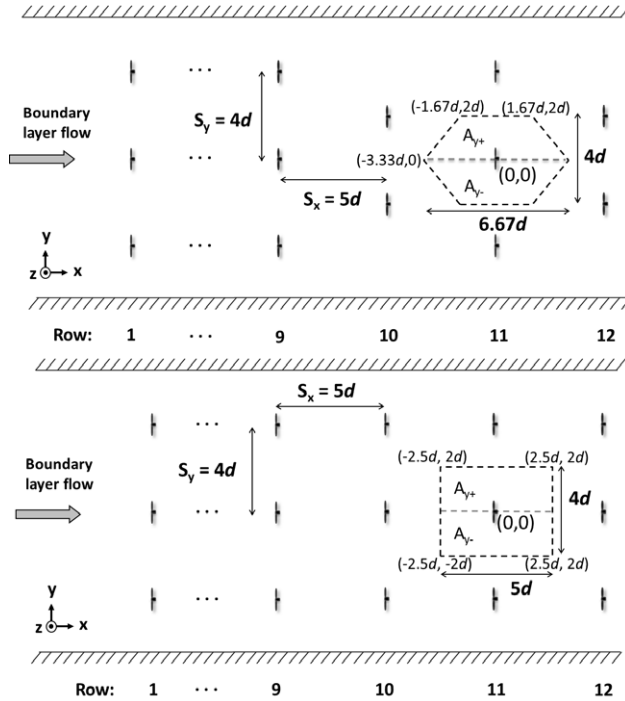 (-1.67d,2d) (1.67d,2d)
Boundary
layer flow
S_y = 4d
A_y+
(-3.33d,0)
(0,0)
4d
A_y-
S_x = 5d
6.67d
y
z x
Row: 1 ... 9 10 11 12
S_x = 5d
(-2.5d, 2d) (2.5d, 2d)
Boundary
layer flow
S_y = 4d
A_y+
4d
(0,0)
A_y-
(-2.5d, -2d) (2.5d, 2d)
5d
y
z x
Row: 1 ... 9 10 11 12